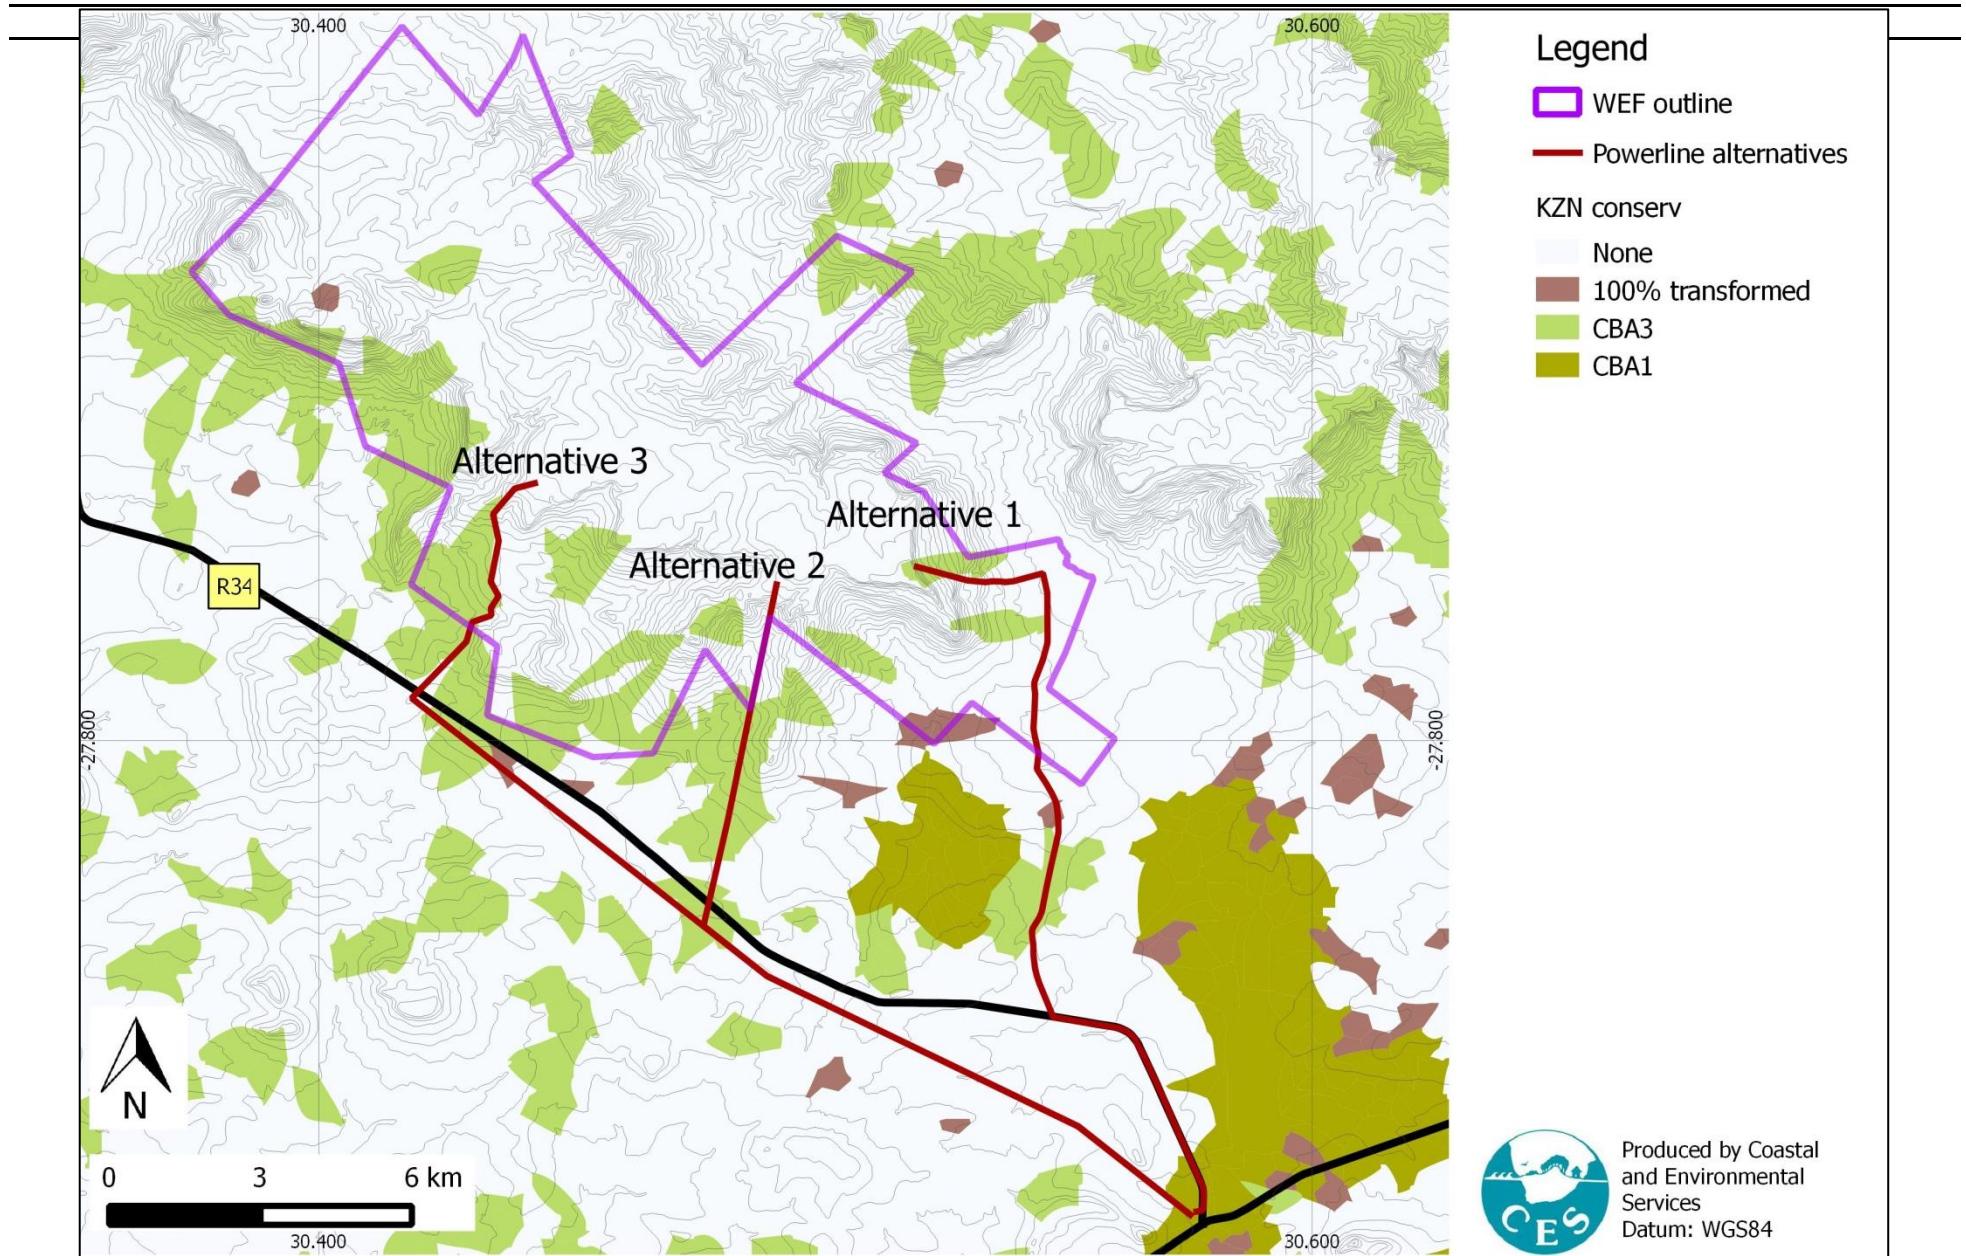 30.400
30.600
Legend
WEF outline
Powerline alternatives
KZN conserv
None
100% transformed
CBA3
CBA1
Alternative 3
Alternative 1
Alternative 2
R34
-27.800
-27.800
N
0 3 6 km
30.400
30.600
CES
Produced by Coastal
and Environmental
Services
Datum: WGS84